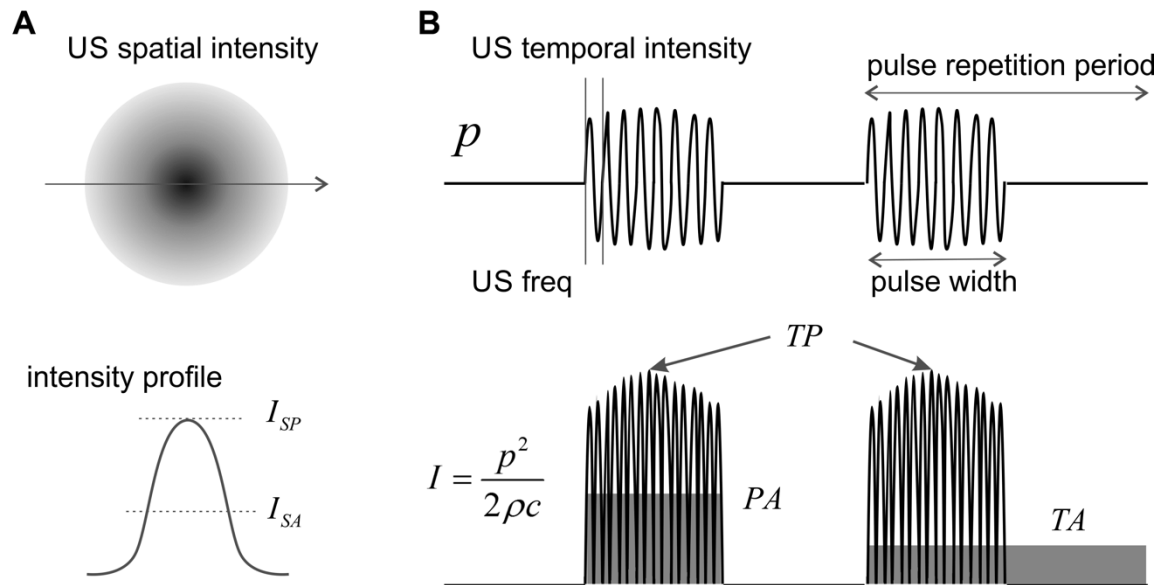 A
US spatial intensity
intensity profile
I_SP
I_SA
B
US temporal intensity
pulse repetition period
p
US freq
pulse width
TP
I = p^2 / 2ρc
PA
TA